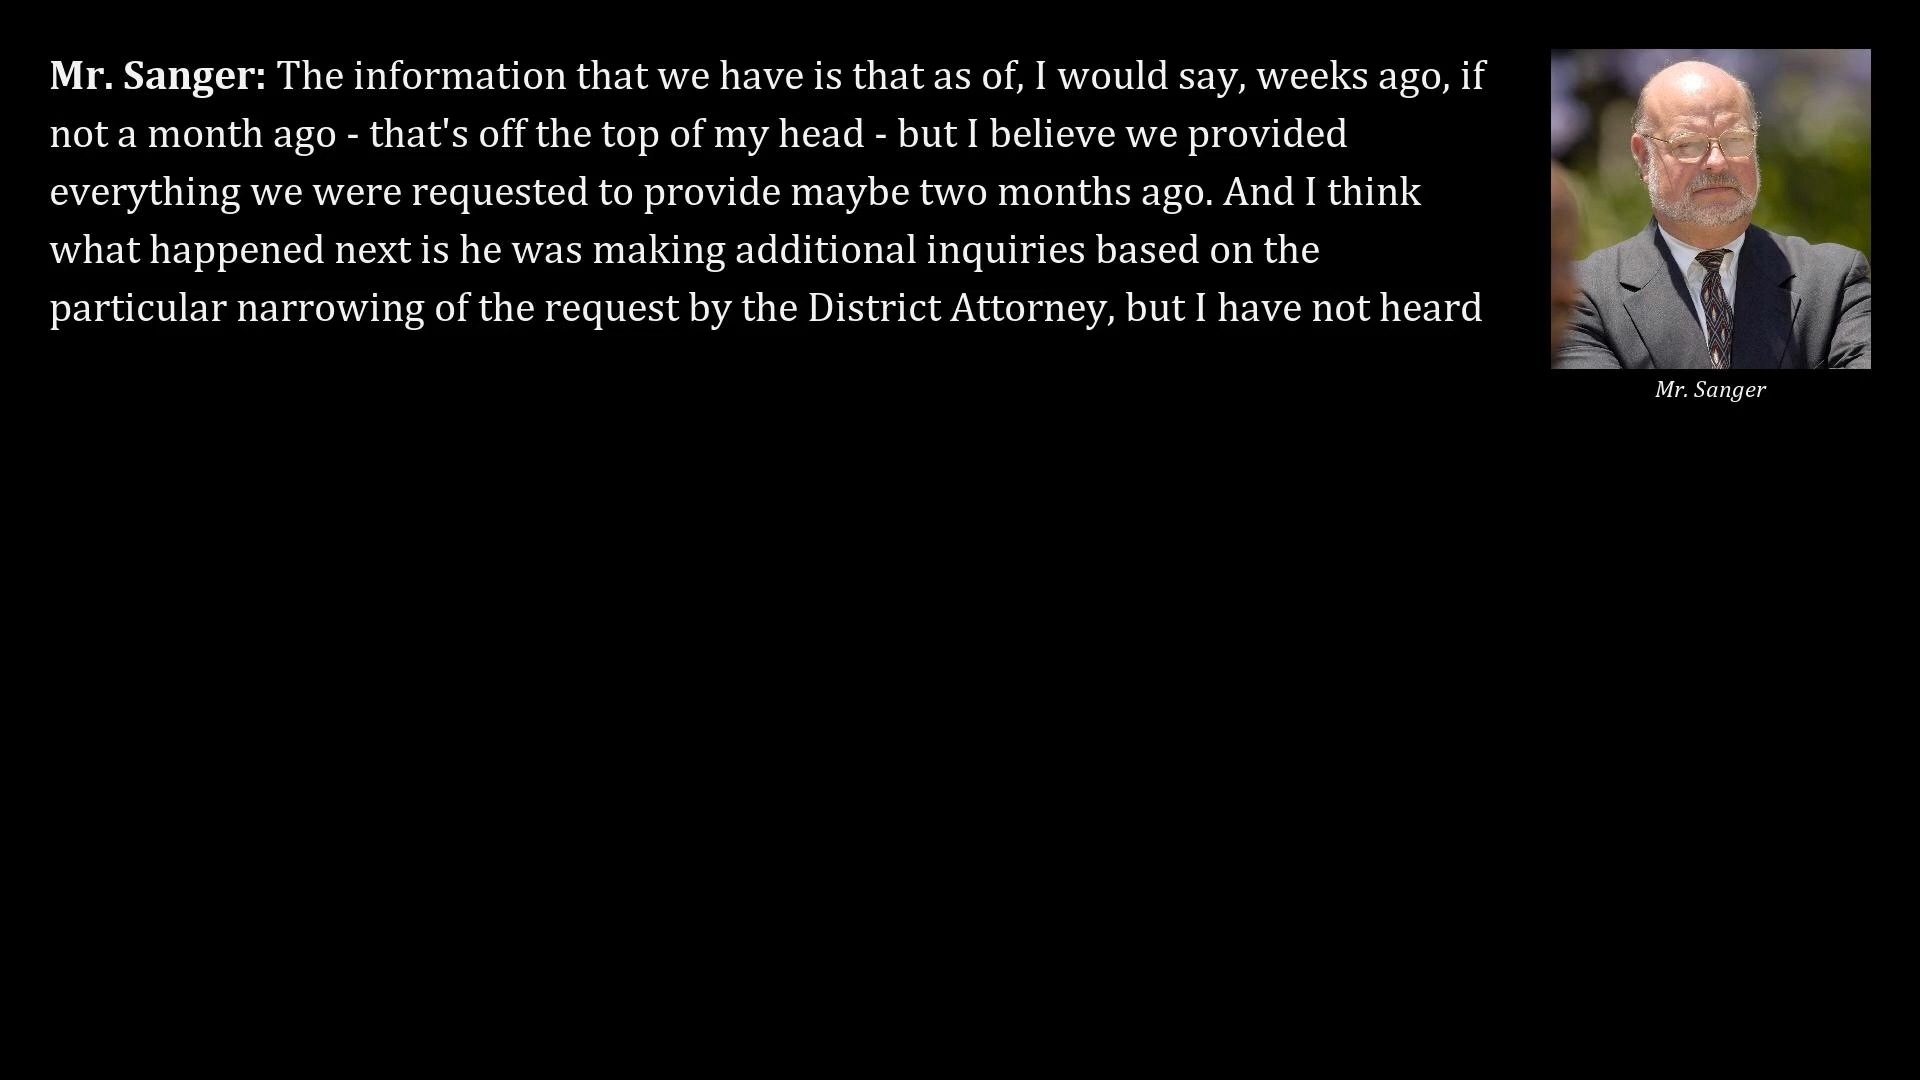 Mr. Sanger: The information that we have is that as of, I would say, weeks ago, if
not a month ago - that's off the top of my head - but I believe we provided
everything we were requested to provide maybe two months ago. And I think
what happened next is he was making additional inquiries based on the
particular narrowing of the request by the District Attorney, but I have not heard
Mr. Sanger